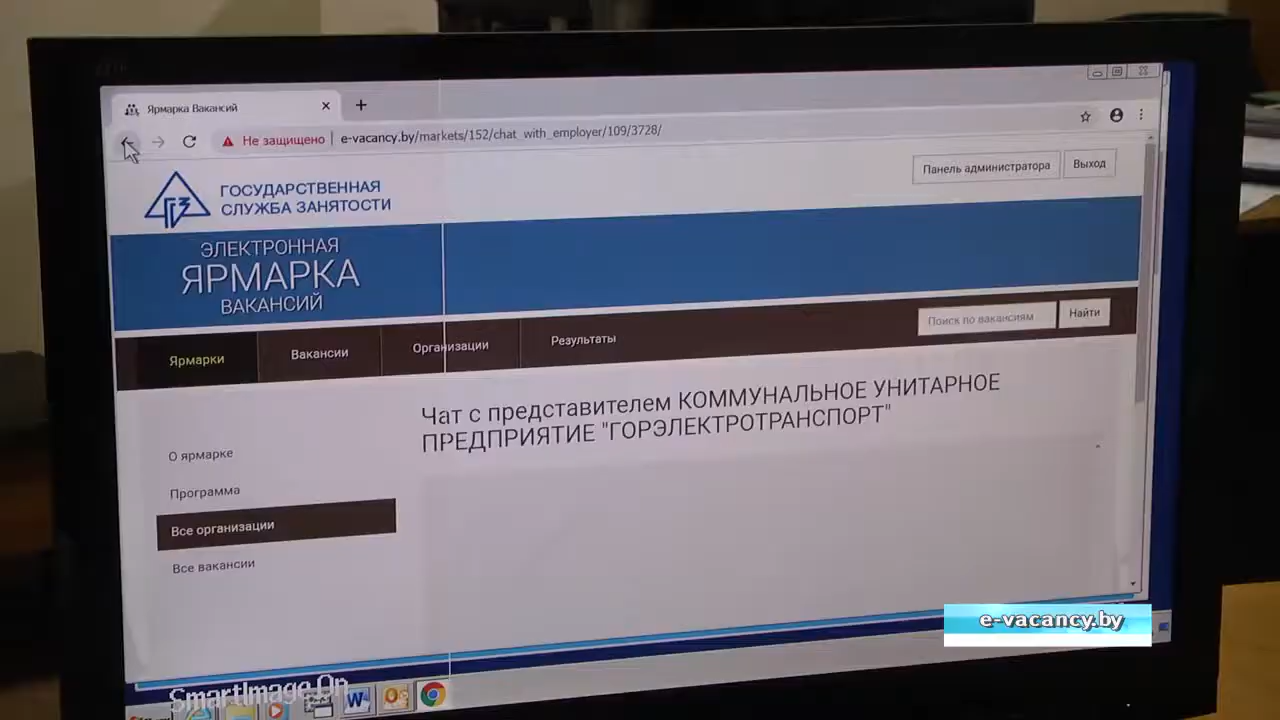 Ярмарка Вакансий
Не защищено | e-vacancy.by/markets/152/chat_with_employer/109/3728/
Панель администратора
Выход
ГОСУДАРСТВЕННАЯ
СЛУЖБА ЗАНЯТОСТИ
ЭЛЕКТРОННАЯ
ЯРМАРКА
ВАКАНСИЙ
Поиск по вакансиям
Найти
Ярмарки
Вакансии
Организации
Результаты
Чат с представителем КОММУНАЛЬНОЕ УНИТАРНОЕ
ПРЕДПРИЯТИЕ "ГОРЭЛЕКТРОТРАНСПОРТ"
О ярмарке
Программа
Все организации
Все вакансии
e-vacancy.by
SmartImage On